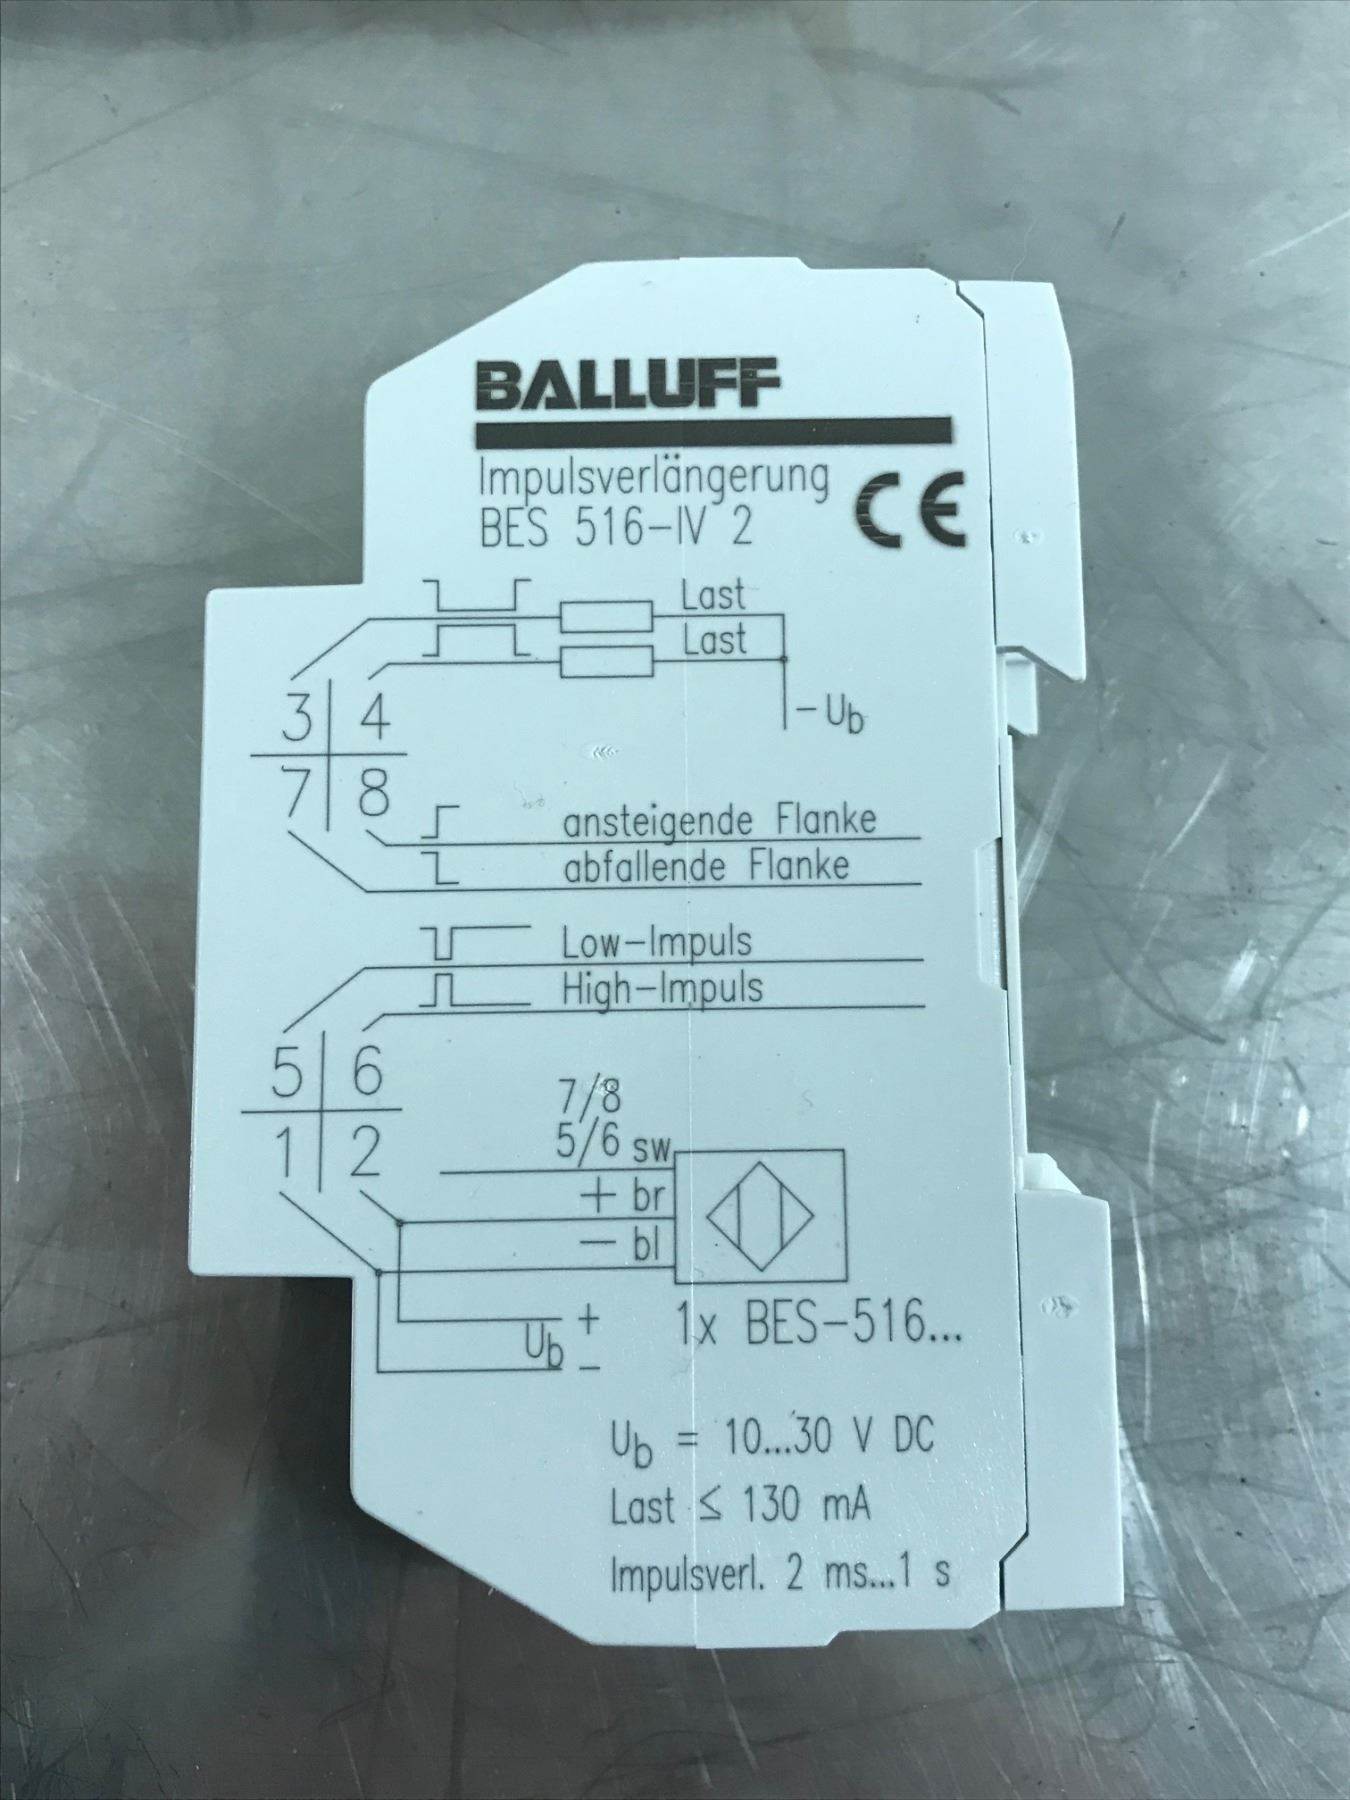 BALLUFF
Impulsverlängerung
BES 516-IV 2
CE
Last
Last
3 4
-Ub
7 8
ansteigende Flanke
abfallende Flanke
Low-Impuls
High-Impuls
5 6
7/8
1 2
5/6 sw
+ br
- bl
Ub +
-
1x BES-516...
Ub = 10...30 V DC
Last ≤ 130 mA
Impulsverl. 2 ms...1 s